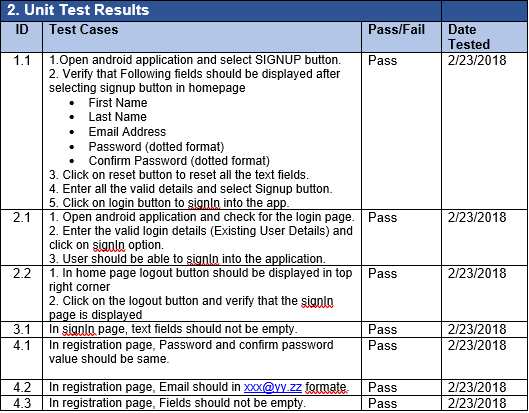 2. Unit Test Results
ID Test Cases Pass/Fail Date Tested
1.1 1.Open android application and select SIGNUP button. Pass 2/23/2018
2. Verify that Following fields should be displayed after
selecting signup button in homepage
• First Name
• Last Name
• Email Address
• Password (dotted format)
• Confirm Password (dotted format)
3. Click on reset button to reset all the text fields.
4. Enter all the valid details and select Signup button.
5. Click on login button to signIn into the app.
2.1 1. Open android application and check for the login page. Pass 2/23/2018
2. Enter the valid login details (Existing User Details) and
click on signIn option.
3. User should be able to signIn into the application.
2.2 1. In home page logout button should be displayed in top Pass 2/23/2018
right corner
2. Click on the logout button and verify that the signIn
page is displayed
3.1 In signIn page, text fields should not be empty. Pass 2/23/2018
4.1 In registration page, Password and confirm password Pass 2/23/2018
value should be same.
4.2 In registration page, Email should in xxx@yy.zz formate. Pass 2/23/2018
4.3 In registration page, Fields should not be empty. Pass 2/23/2018